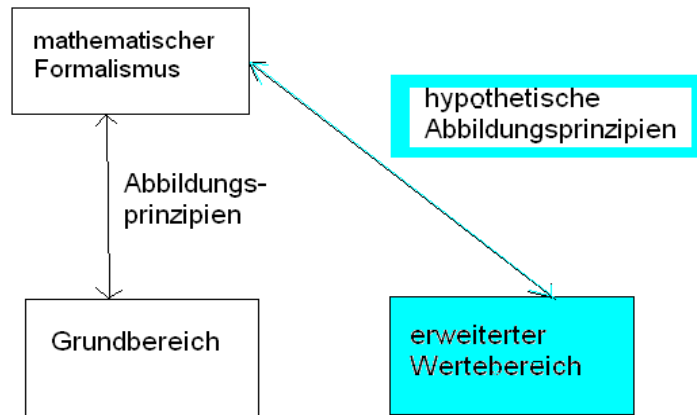 mathematischer
Formalismus
hypothetische
Abbildungsprinzipien
Abbildungs-
prinzipien
Grundbereich
erweiterter
Wertebereich